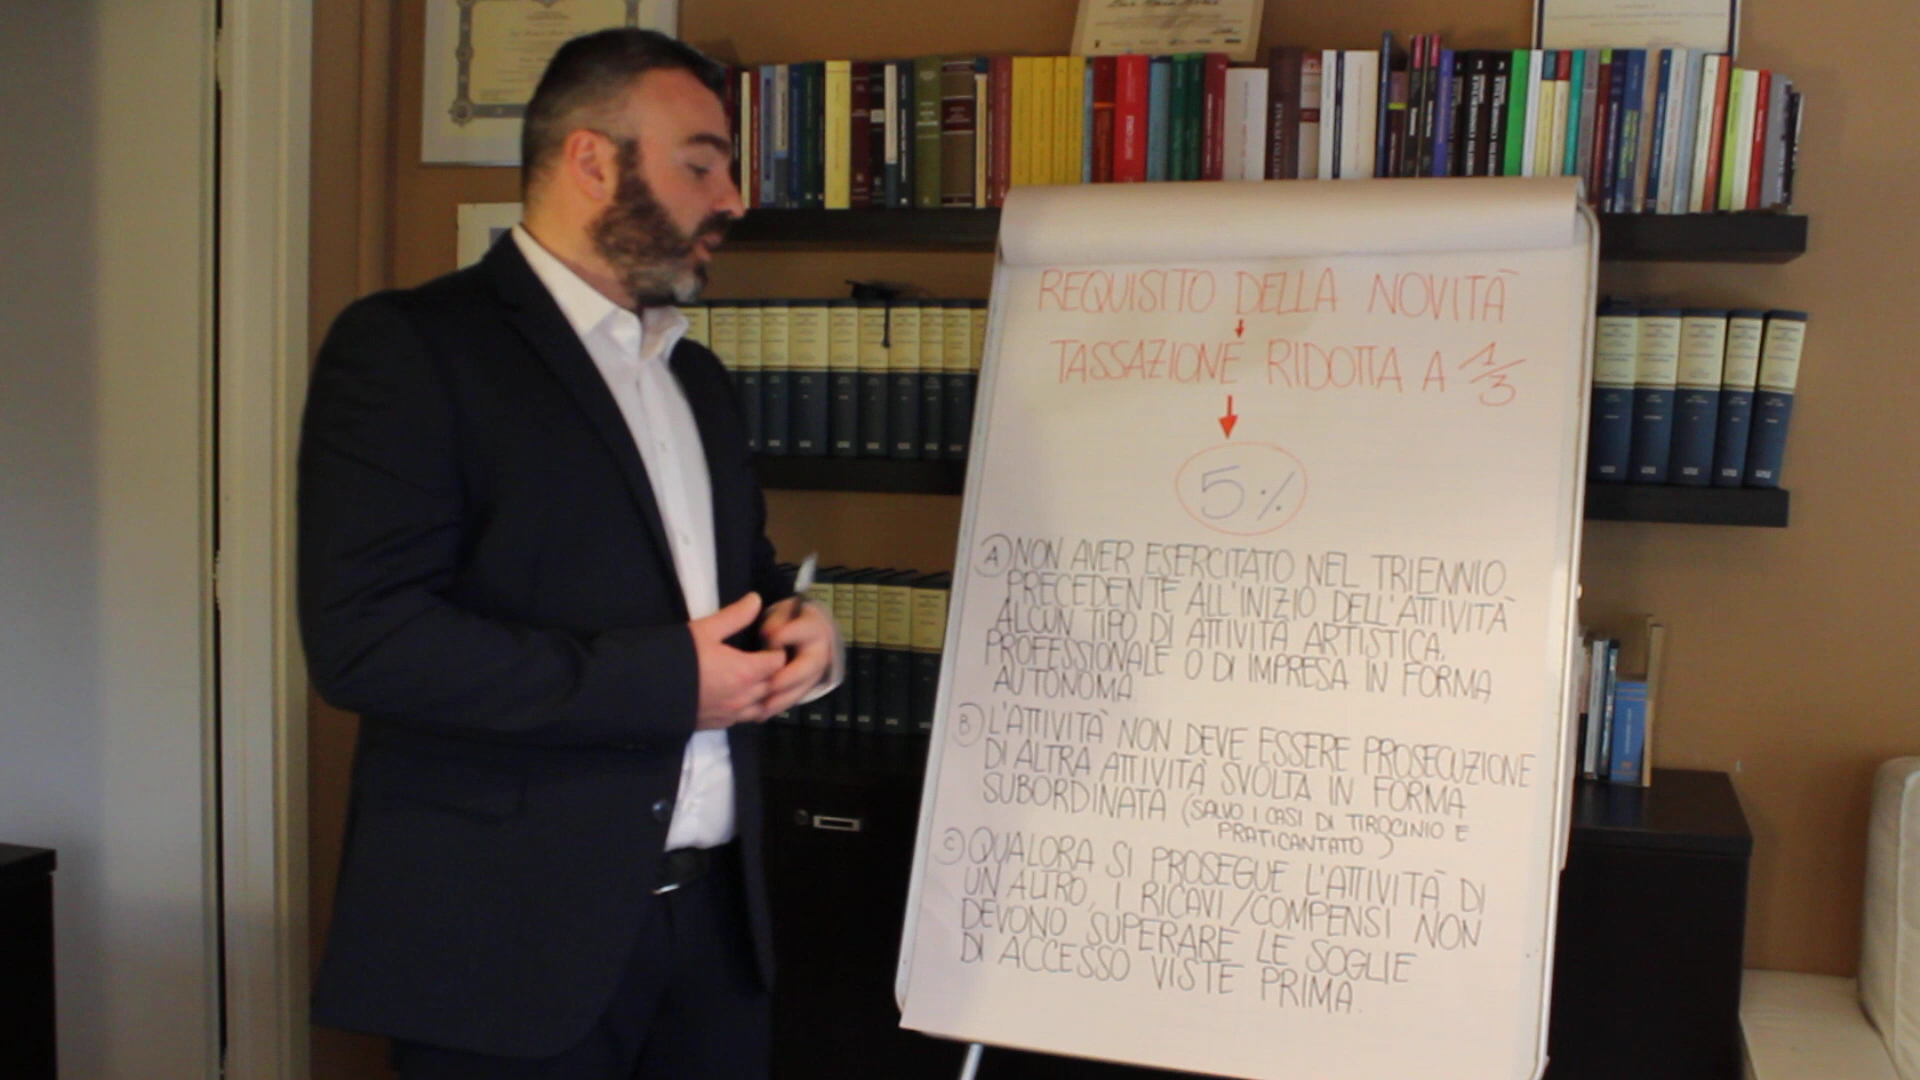 REQUISITO DELLA NOVITÀ
TASSAZIONE RIDOTTA A 1/3
5%
A NON AVER ESERCITATO NEL TRIENNIO
PRECEDENTE ALL'INIZIO DELL'ATTIVITÀ
ALCUN TIPO DI ATTIVITÀ ARTISTICA,
PROFESSIONALE O DI IMPRESA IN FORMA
AUTONOMA.
B L'ATTIVITÀ NON DEVE ESSERE PROSECUZIONE
DI ALTRA ATTIVITÀ SVOLTA IN FORMA
SUBORDINATA (SALVO I CASI DI TIROCINIO E
PRATICANTATO)
C QUALORA SI PROSEGUE L'ATTIVITÀ DI
UN ALTRO, I RICAVI/COMPENSI NON
DEVONO SUPERARE LE SOGLIE
DI ACCESSO VISTE PRIMA.